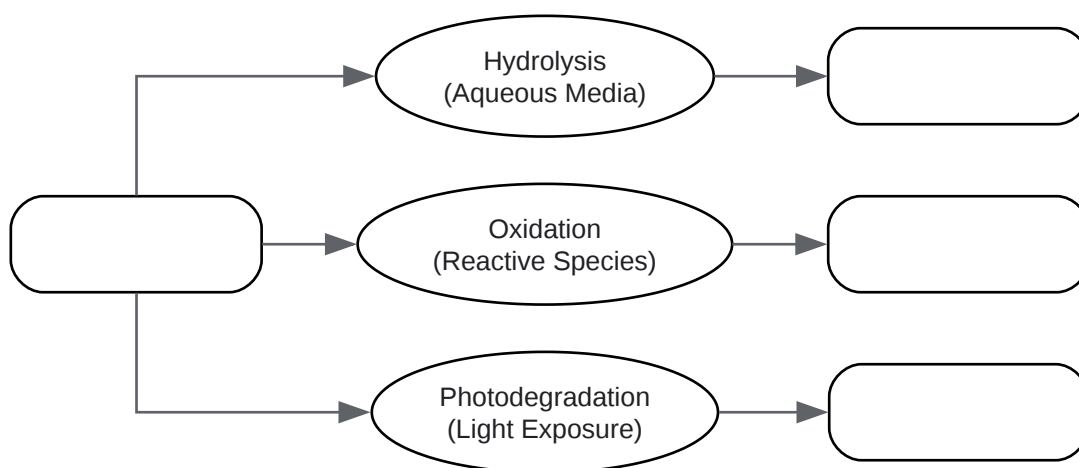 Hydrolysis
(Aqueous Media)
Oxidation
(Reactive Species)
Photodegradation
(Light Exposure)